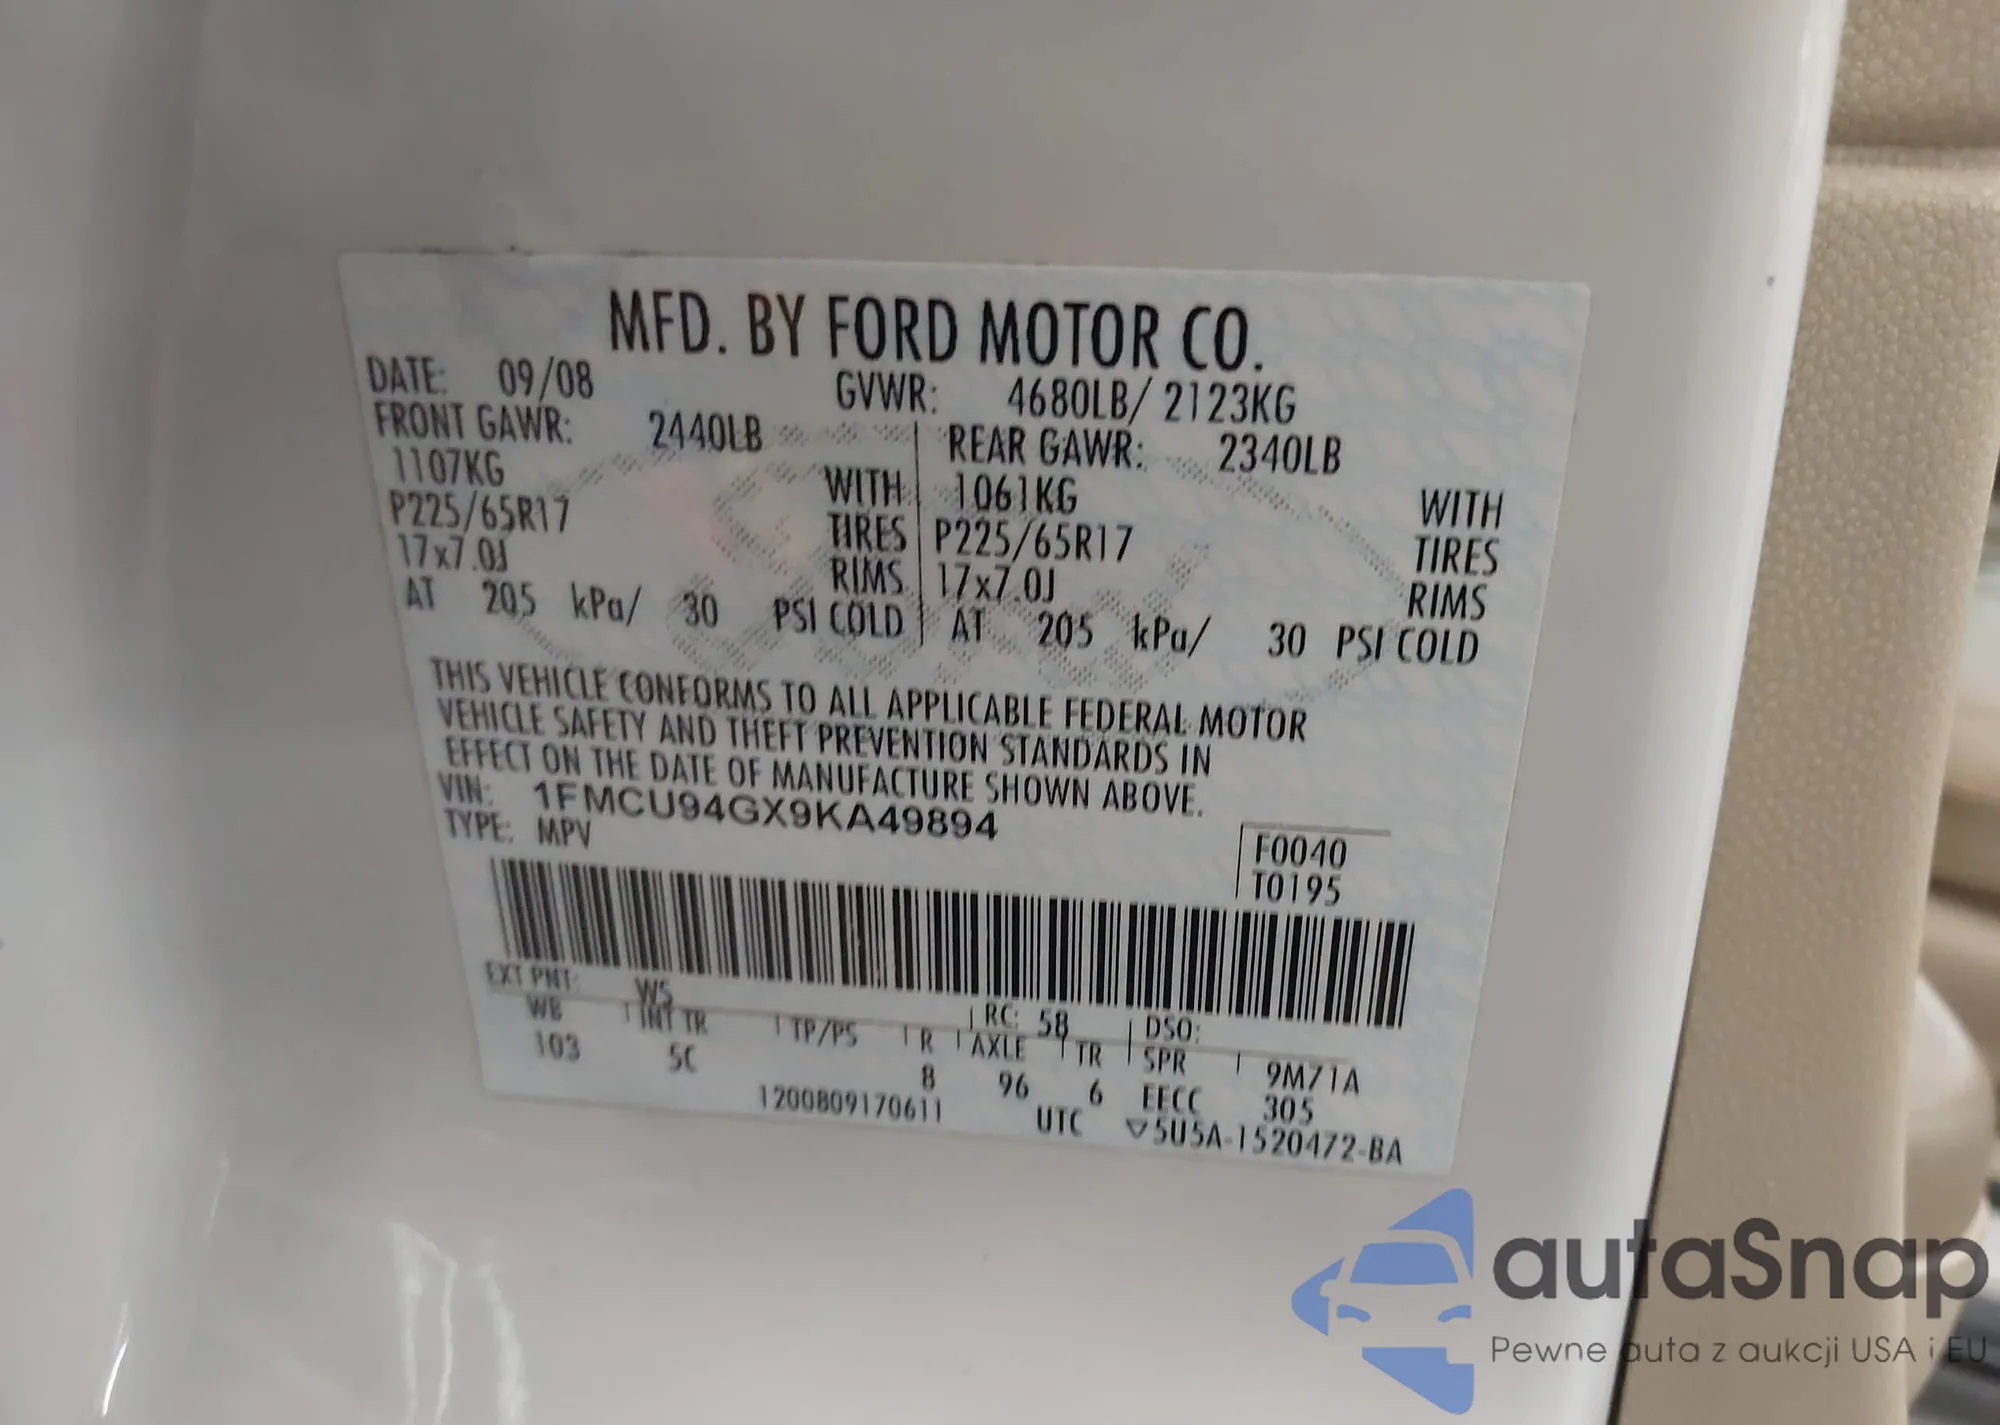 MFD. BY FORD MOTOR CO.
DATE: 09/08 GVWR: 4680LB/ 2123KG
FRONT GAWR: 2440LB REAR GAWR: 2340LB
1107KG WITH 1061KG WITH
P225/65R17 TIRES P225/65R17 TIRES
17x7.0J RIMS 17x7.0J RIMS
AT 205 kPa/ 30 PSI COLD AT 205 kPa/ 30 PSI COLD
THIS VEHICLE CONFORMS TO ALL APPLICABLE FEDERAL MOTOR
VEHICLE SAFETY AND THEFT PREVENTION STANDARDS IN
EFFECT ON THE DATE OF MANUFACTURE SHOWN ABOVE.
VIN: 1FMCU94GX9KA49894
TYPE: MPV
F0040
T0195
EXT PNT: WS RC: 58 DSO:
WB INT TR TP/PS R AXLE TR SPR 9M71A
103 5C 8 96 6 EECC 305
1200809170611 UTC ▽5U5A-1520472-BA
autaSnap
Pewne auta z aukcji USA i EU